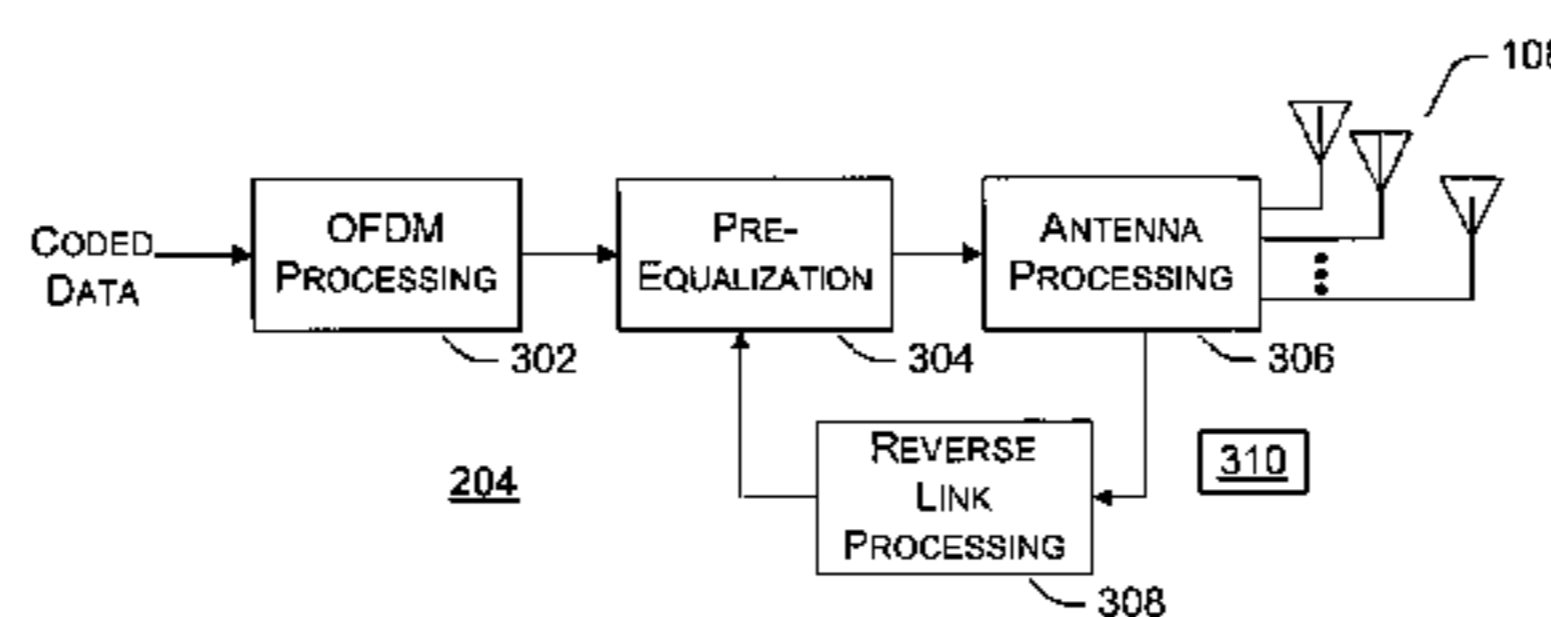 108
CODED
DATA
OFDM
PROCESSING
PRE-
EQUALIZATION
ANTENNA
PROCESSING
302
304
306
REVERSE
LINK
PROCESSING
204
310
308